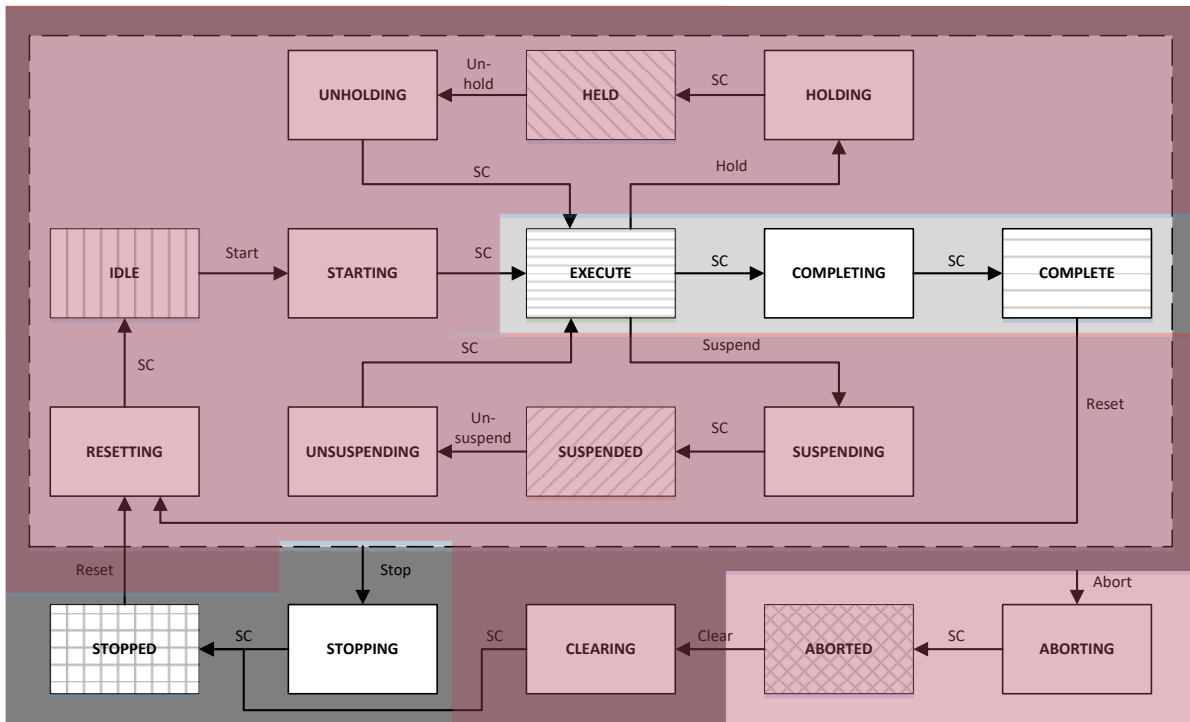 Un-
hold
SC
UNHOLDING
HELD
HOLDING
SC
Hold
Start
SC
SC
SC
IDLE
STARTING
EXECUTE
COMPLETING
COMPLETE
SC
SC
Suspend
Reset
Un-
suspend
SC
RESETTING
UNSUSPENDING
SUSPENDED
SUSPENDING
Reset
Stop
Abort
SC
SC
Clear
SC
STOPPED
STOPPING
CLEARING
ABORTED
ABORTING